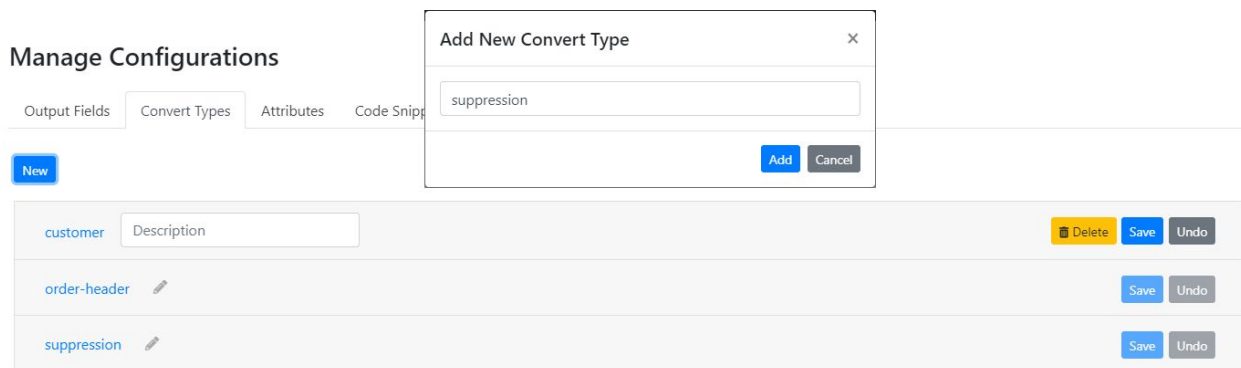 Manage Configurations
Output Fields Convert Types Attributes Code Snipp
New
Add New Convert Type ×
suppression
Add Cancel
customer Description Delete Save Undo
order-header Save Undo
suppression Save Undo